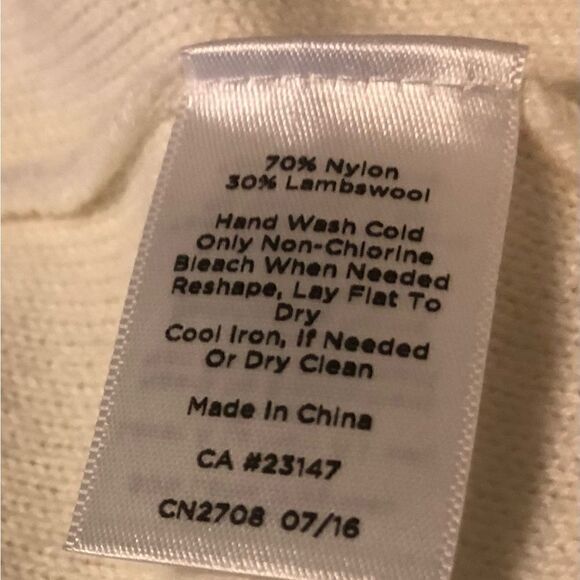 70% Nylon
30% Lambswool
Hand Wash Cold
Only Non-Chlorine
Bleach When Needed
Reshape, Lay Flat To
Dry
Cool Iron, If Needed
Or Dry Clean
Made In China
CA #23147
CN2708 07/16